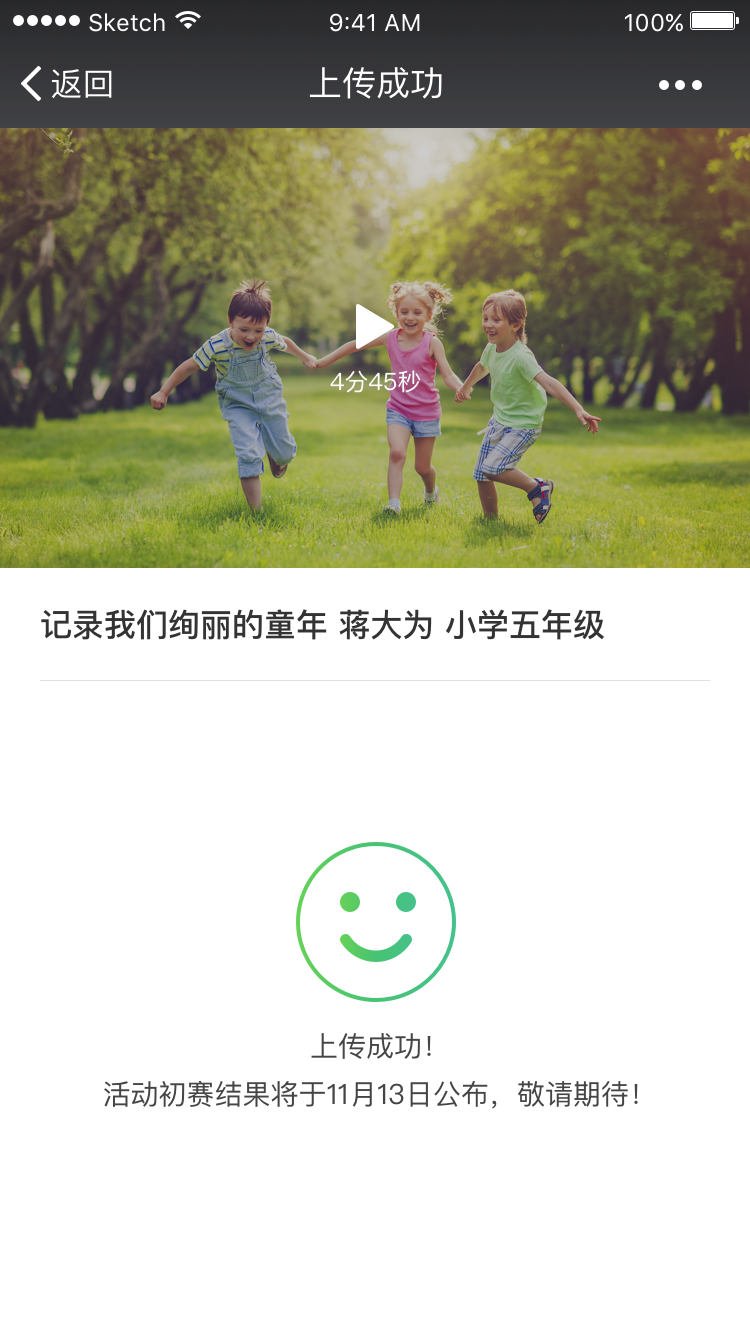 Sketch 9:41 AM 100%
返回 上传成功
4分45秒
记录我们绚丽的童年 蒋大为 小学五年级
上传成功！
活动初赛结果将于11月13日公布，敬请期待！